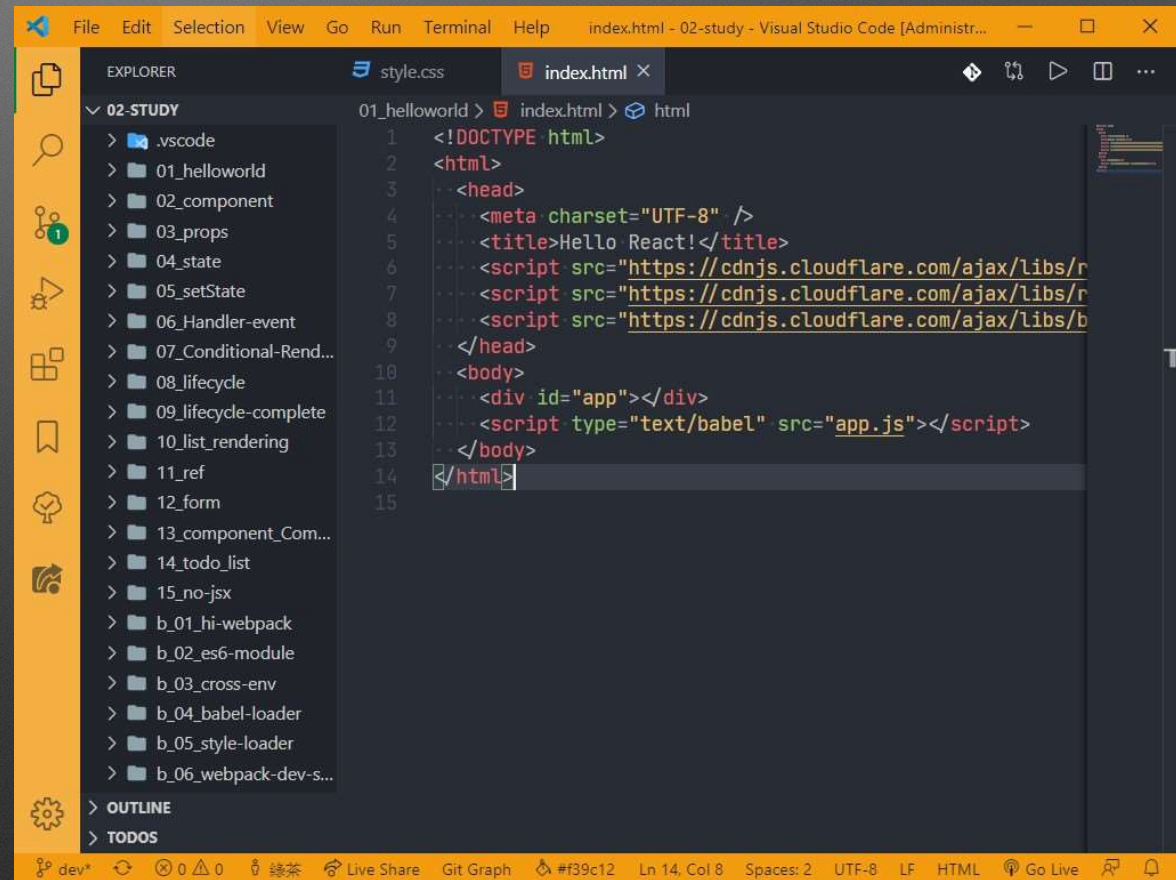 File Edit Selection View Go Run Terminal Help index.html - 02-study - Visual Studio Code [Administr...
EXPLORER
02-STUDY
.vscode
01_helloworld
02_component
03_props
04_state
05_setState
06_Handler-event
07_Conditional-Rend...
08_lifecycle
09_lifecycle-complete
10_list_rendering
11_ref
12_form
13_component_Com...
14_todo_list
15_no-jsx
b_01_hi-webpack
b_02_es6-module
b_03_cross-env
b_04_babel-loader
b_05_style-loader
b_06_webpack-dev-s...
OUTLINE
TODOS
1
style.css index.html
01_helloworld > index.html > html
1 <!DOCTYPE html>
2 <html>
3 <head>
4 <meta charset="UTF-8" />
5 <title>Hello React!</title>
6 <script src="https://cdnjs.cloudflare.com/ajax/libs/r
7 <script src="https://cdnjs.cloudflare.com/ajax/libs/r
8 <script src="https://cdnjs.cloudflare.com/ajax/libs/b
9 </head>
10 <body>
11 <div id="app"></div>
12 <script type="text/babel" src="app.js"></script>
13 </body>
14 </html>
15
dev* 0 0 綠茶 Live Share Git Graph #f39c12 Ln 14, Col 8 Spaces: 2 UTF-8 LF HTML Go Live